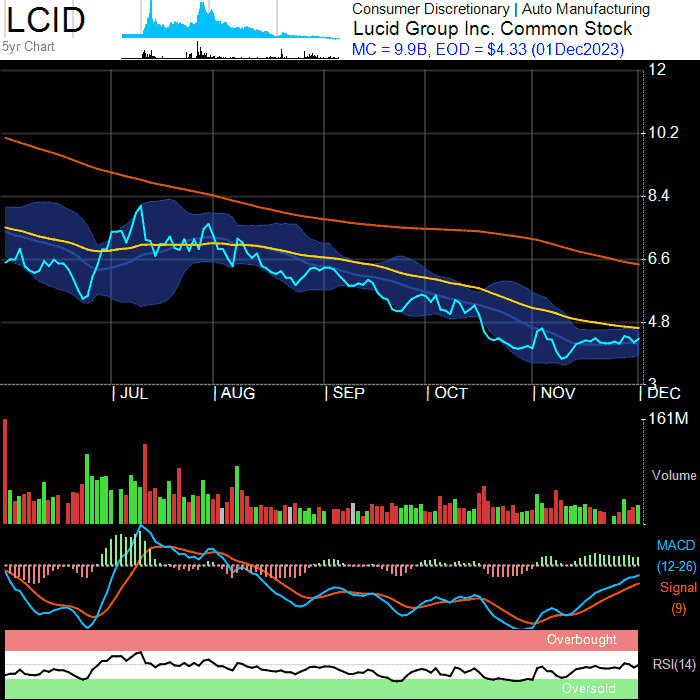 LCID
5yr Chart
Consumer Discretionary | Auto Manufacturing
Lucid Group Inc. Common Stock
MC = 9.9B, EOD = $4.33 (01Dec2023)
12
10.2
8.4
6.6
4.8
3
JUL AUG SEP OCT NOV DEC
161M
Volume
MACD
(12-26)
Signal
(9)
Overbought
RSI(14)
Oversold